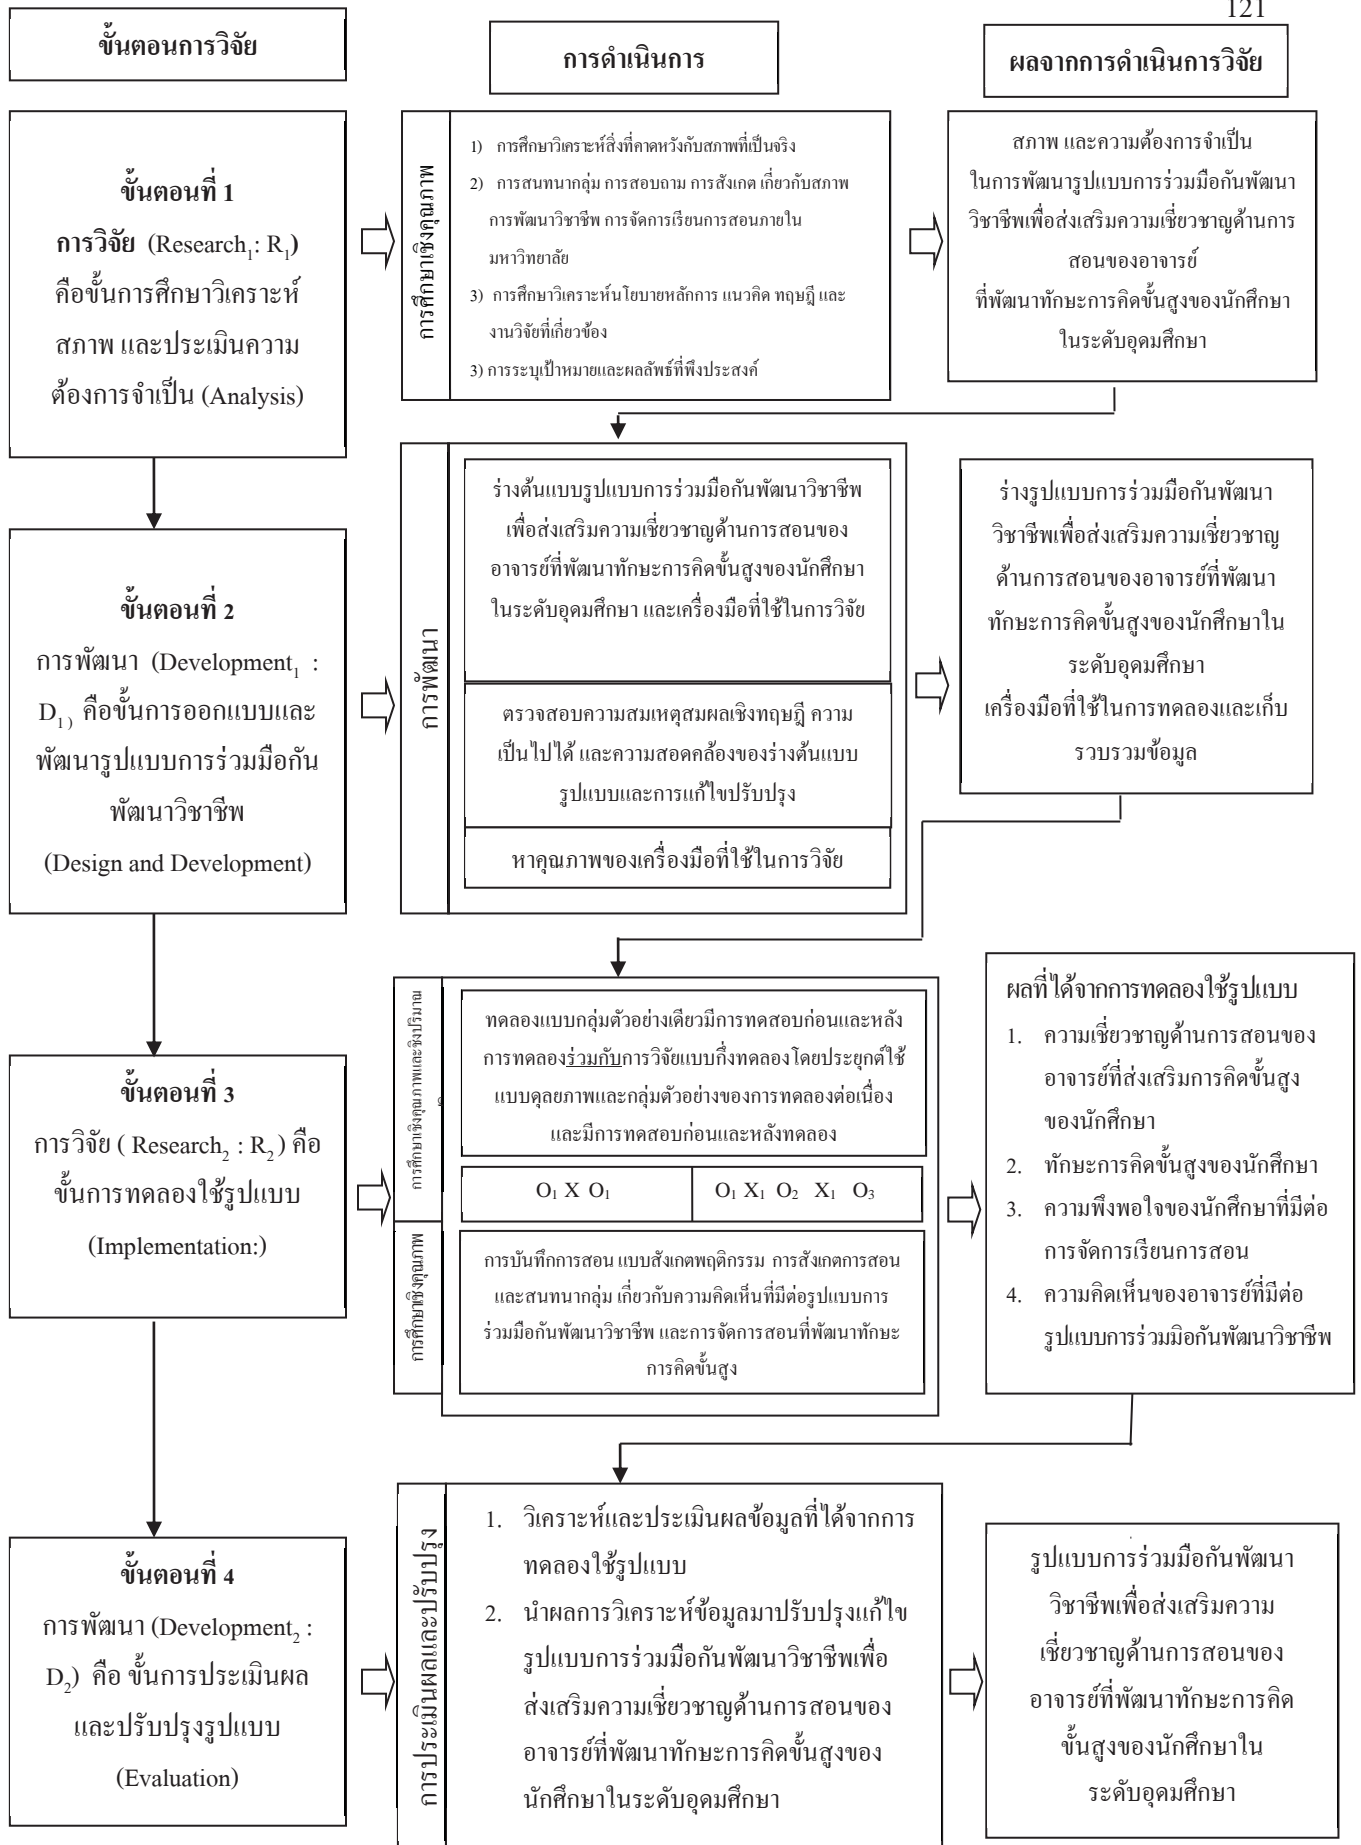 121
ขั้นตอนการวิจัย
การดำเนินการ
ผลจากการดำเนินการวิจัย
ขั้นตอนที่ 1
การวิจัย (Research₁: R₁)
คือขั้นการศึกษาวิเคราะห์
สภาพ และประเมินความ
ต้องการจำเป็น (Analysis)
การศึกษาเชิงคุณภาพ
1) การศึกษาวิเคราะห์สิ่งที่คาดหวังกับสภาพที่เป็นจริง
2) การสนทนากลุ่ม การสอบถาม การสังเกต เกี่ยวกับสภาพ
การพัฒนาวิชาชีพ การจัดการเรียนการสอนภายใน
มหาวิทยาลัย
3) การศึกษาวิเคราะห์นโยบายหลักการ แนวคิด ทฤษฎี และ
งานวิจัยที่เกี่ยวข้อง
3) การระบุเป้าหมายและผลลัพธ์ที่พึงประสงค์
สภาพ และความต้องการจำเป็น
ในการพัฒนารูปแบบการร่วมมือกันพัฒนา
วิชาชีพเพื่อส่งเสริมความเชี่ยวชาญด้านการ
สอนของอาจารย์
ที่พัฒนาทักษะการคิดขั้นสูงของนักศึกษา
ในระดับอุดมศึกษา
ขั้นตอนที่ 2
การพัฒนา (Development₁ :
D₁₎ คือขั้นการออกแบบและ
พัฒนารูปแบบการร่วมมือกัน
พัฒนาวิชาชีพ
(Design and Development)
การพัฒนา
ร่างต้นแบบรูปแบบการร่วมมือกันพัฒนาวิชาชีพ
เพื่อส่งเสริมความเชี่ยวชาญด้านการสอนของ
อาจารย์ที่พัฒนาทักษะการคิดขั้นสูงของนักศึกษา
ในระดับอุดมศึกษา และเครื่องมือที่ใช้ในการวิจัย
ตรวจสอบความสมเหตุสมผลเชิงทฤษฎี ความ
เป็นไปได้ และความสอดคล้องของร่างต้นแบบ
รูปแบบและการแก้ไขปรับปรุง
หาคุณภาพของเครื่องมือที่ใช้ในการวิจัย
ร่างรูปแบบการร่วมมือกันพัฒนา
วิชาชีพเพื่อส่งเสริมความเชี่ยวชาญ
ด้านการสอนของอาจารย์ที่พัฒนา
ทักษะการคิดขั้นสูงของนักศึกษาใน
ระดับอุดมศึกษา
เครื่องมือที่ใช้ในการทดลองและเก็บ
รวบรวมข้อมูล
ขั้นตอนที่ 3
การวิจัย ( Research₂ : R₂ ) คือ
ขั้นการทดลองใช้รูปแบบ
(Implementation:)
การศึกษาเชิงคุณภาพและเชิงปริมาณ
ทดลองแบบกลุ่มตัวอย่างเดียวมีการทดสอบก่อนและหลัง
การทดลองร่วมกับการวิจัยแบบกึ่งทดลองโดยประยุกต์ใช้
แบบดุลยภาพและกลุ่มตัวอย่างของการทดลองต่อเนื่อง
และมีการทดสอบก่อนและหลังทดลอง
O₁ X O₁
O₁ X₁ O₂ X₁ O₃
การศึกษาเชิงคุณภาพ
การบันทึกการสอน แบบสังเกตพฤติกรรม การสังเกตการสอน
และสนทนากลุ่ม เกี่ยวกับความคิดเห็นที่มีต่อรูปแบบการ
ร่วมมือกันพัฒนาวิชาชีพ และการจัดการสอนที่พัฒนาทักษะ
การคิดขั้นสูง
ผลที่ได้จากการทดลองใช้รูปแบบ
1. ความเชี่ยวชาญด้านการสอนของ
อาจารย์ที่ส่งเสริมการคิดขั้นสูง
ของนักศึกษา
2. ทักษะการคิดขั้นสูงของนักศึกษา
3. ความพึงพอใจของนักศึกษาที่มีต่อ
การจัดการเรียนการสอน
4. ความคิดเห็นของอาจารย์ที่มีต่อ
รูปแบบการร่วมมือกันพัฒนาวิชาชีพ
ขั้นตอนที่ 4
การพัฒนา (Development₂ :
D₂) คือ ขั้นการประเมินผล
และปรับปรุงรูปแบบ
(Evaluation)
การประเมินผลและปรับปรุง
1. วิเคราะห์และประเมินผลข้อมูลที่ได้จากการ
ทดลองใช้รูปแบบ
2. นำผลการวิเคราะห์ข้อมูลมาปรับปรุงแก้ไข
รูปแบบการร่วมมือกันพัฒนาวิชาชีพเพื่อ
ส่งเสริมความเชี่ยวชาญด้านการสอนของ
อาจารย์ที่พัฒนาทักษะการคิดขั้นสูงของ
นักศึกษาในระดับอุดมศึกษา
รูปแบบการร่วมมือกันพัฒนา
วิชาชีพเพื่อส่งเสริมความ
เชี่ยวชาญด้านการสอนของ
อาจารย์ที่พัฒนาทักษะการคิด
ขั้นสูงของนักศึกษาใน
ระดับอุดมศึกษา